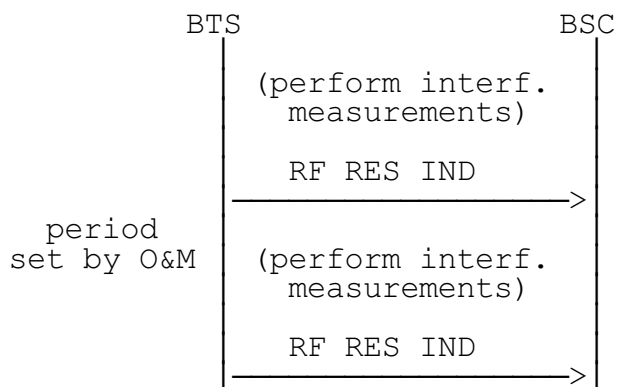 BTS BSC
(perform interf.
measurements)
RF RES IND
period
set by O&M (perform interf.
measurements)
RF RES IND